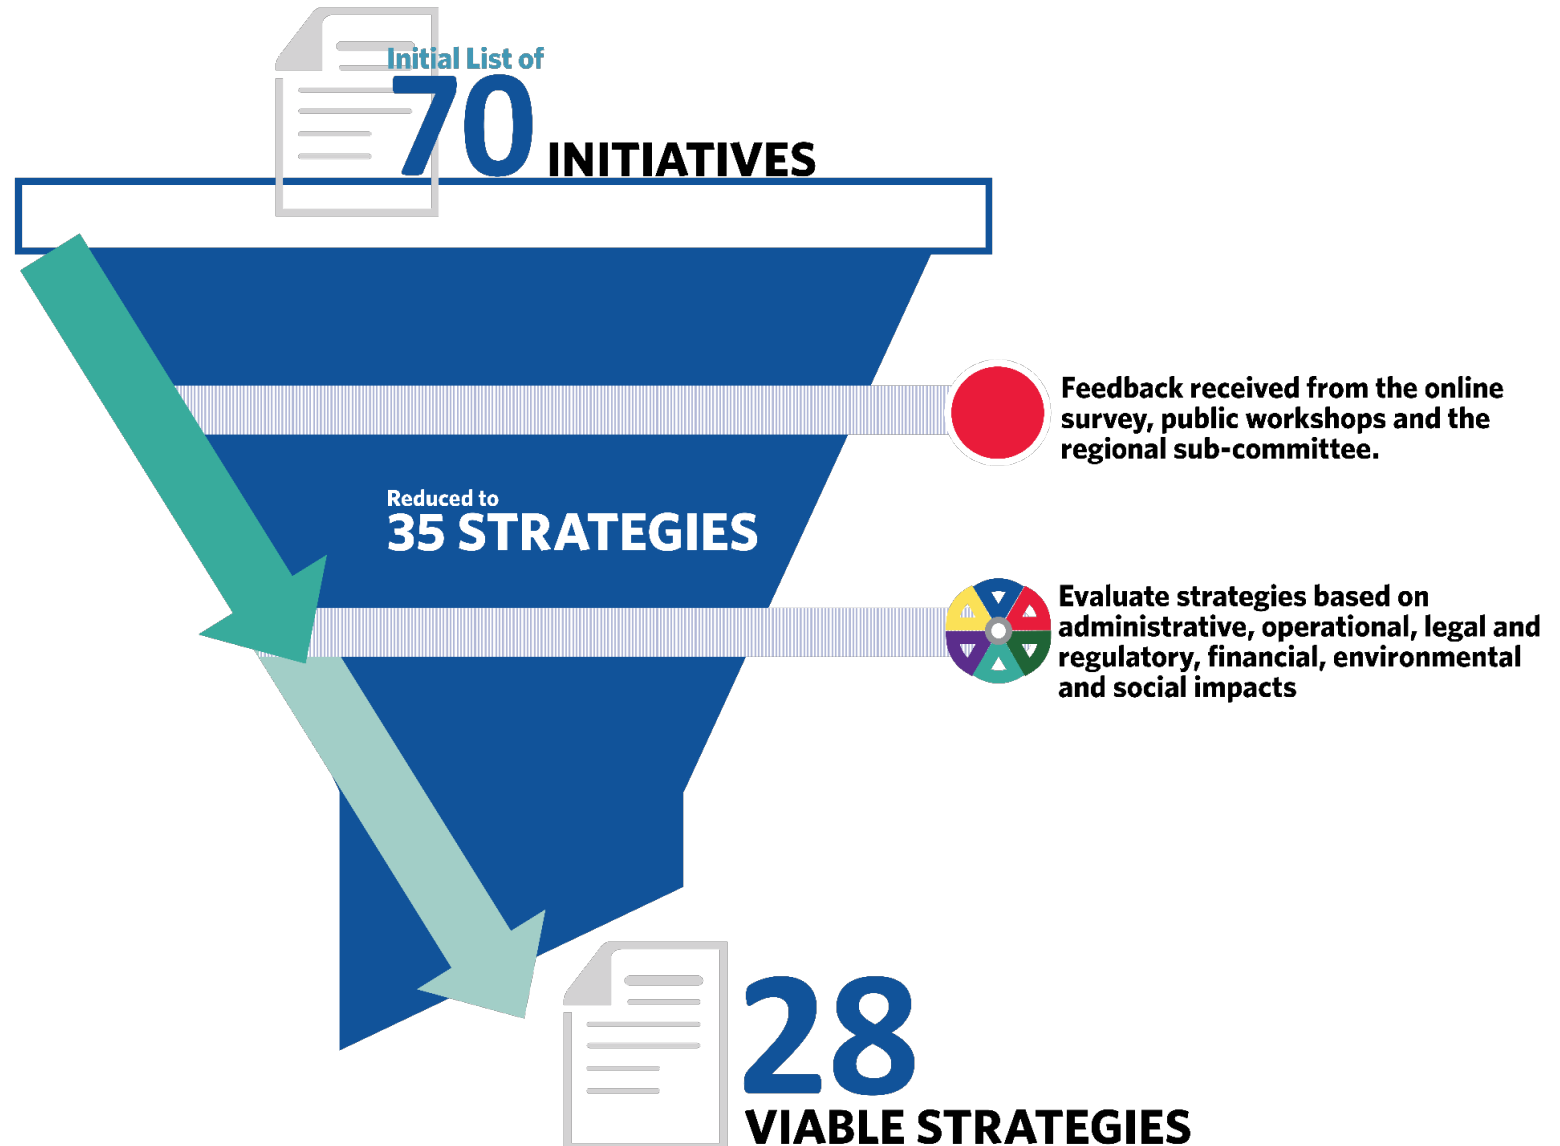 Initial List of
70 INITIATIVES
Feedback received from the online
survey, public workshops and the
regional sub-committee.
Reduced to
35 STRATEGIES
Evaluate strategies based on
administrative, operational, legal and
regulatory, financial, environmental
and social impacts
28
VIABLE STRATEGIES